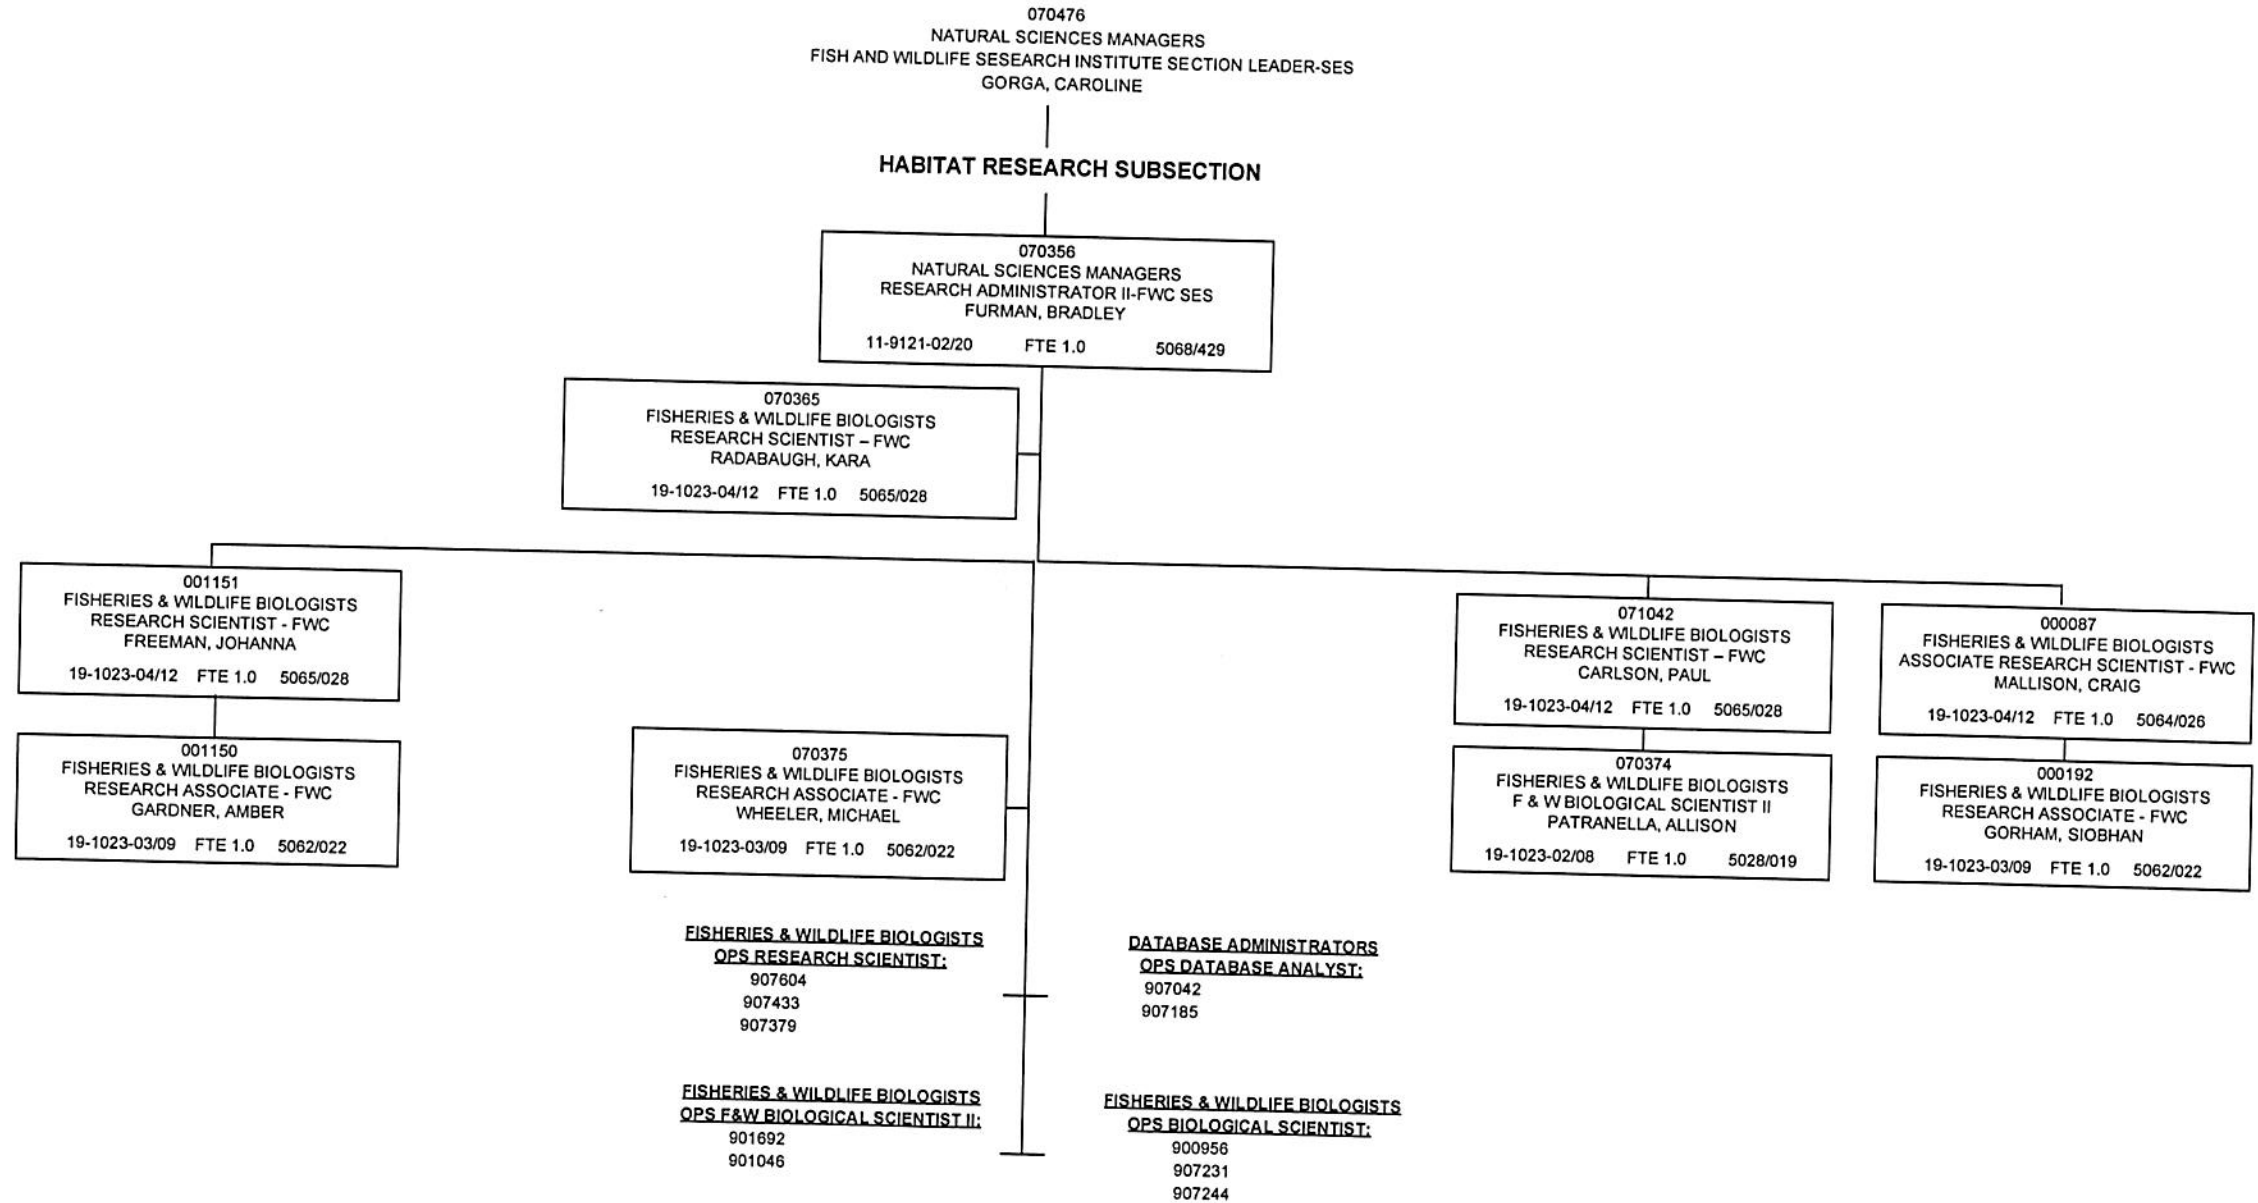 070476
NATURAL SCIENCES MANAGERS
FISH AND WILDLIFE SESEARCH INSTITUTE SECTION LEADER-SES
GORGA, CAROLINE
HABITAT RESEARCH SUBSECTION
070356
NATURAL SCIENCES MANAGERS
RESEARCH ADMINISTRATOR II-FWC SES
FURMAN, BRADLEY
11-9121-02/20 FTE 1.0 5068/429
070365
FISHERIES & WILDLIFE BIOLOGISTS
RESEARCH SCIENTIST – FWC
RADABAUGH, KARA
19-1023-04/12 FTE 1.0 5065/028
001151
FISHERIES & WILDLIFE BIOLOGISTS
RESEARCH SCIENTIST - FWC
FREEMAN, JOHANNA
19-1023-04/12 FTE 1.0 5065/028
001150
FISHERIES & WILDLIFE BIOLOGISTS
RESEARCH ASSOCIATE - FWC
GARDNER, AMBER
19-1023-03/09 FTE 1.0 5062/022
070375
FISHERIES & WILDLIFE BIOLOGISTS
RESEARCH ASSOCIATE - FWC
WHEELER, MICHAEL
19-1023-03/09 FTE 1.0 5062/022
071042
FISHERIES & WILDLIFE BIOLOGISTS
RESEARCH SCIENTIST – FWC
CARLSON, PAUL
19-1023-04/12 FTE 1.0 5065/028
070374
FISHERIES & WILDLIFE BIOLOGISTS
F & W BIOLOGICAL SCIENTIST II
PATRANELLA, ALLISON
19-1023-02/08 FTE 1.0 5028/019
000087
FISHERIES & WILDLIFE BIOLOGISTS
ASSOCIATE RESEARCH SCIENTIST - FWC
MALLISON, CRAIG
19-1023-04/12 FTE 1.0 5064/026
000192
FISHERIES & WILDLIFE BIOLOGISTS
RESEARCH ASSOCIATE - FWC
GORHAM, SIOBHAN
19-1023-03/09 FTE 1.0 5062/022
FISHERIES & WILDLIFE BIOLOGISTS
OPS RESEARCH SCIENTIST:
907604
907433
907379
DATABASE ADMINISTRATORS
OPS DATABASE ANALYST:
907042
907185
FISHERIES & WILDLIFE BIOLOGISTS
OPS F&W BIOLOGICAL SCIENTIST II:
901692
901046
FISHERIES & WILDLIFE BIOLOGISTS
OPS BIOLOGICAL SCIENTIST:
900956
907231
907244